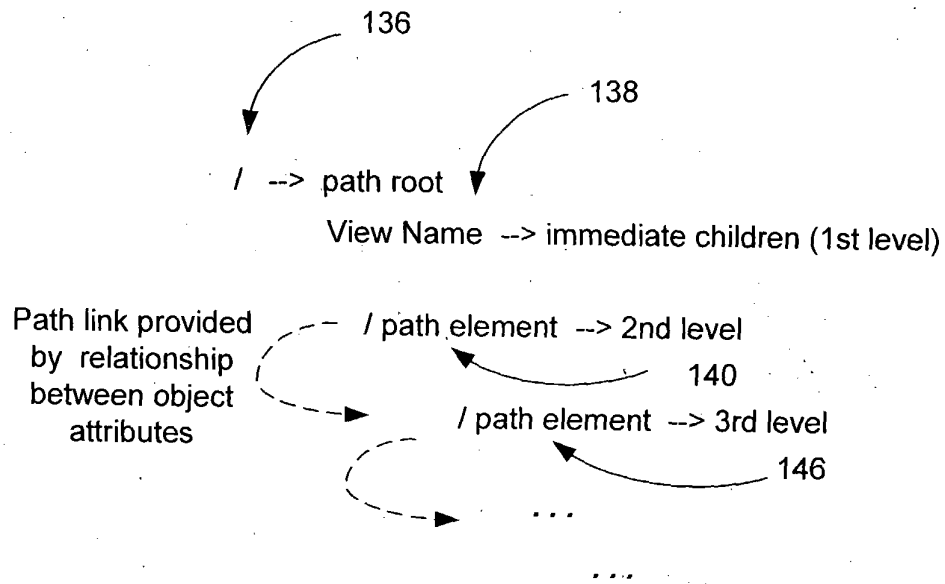 136
138
/ --> path root
View Name --> immediate children (1st level)
Path link provided
by relationship
between object
attributes
/ path element --> 2nd level
140
/ path element --> 3rd level
146
. . .
. . .